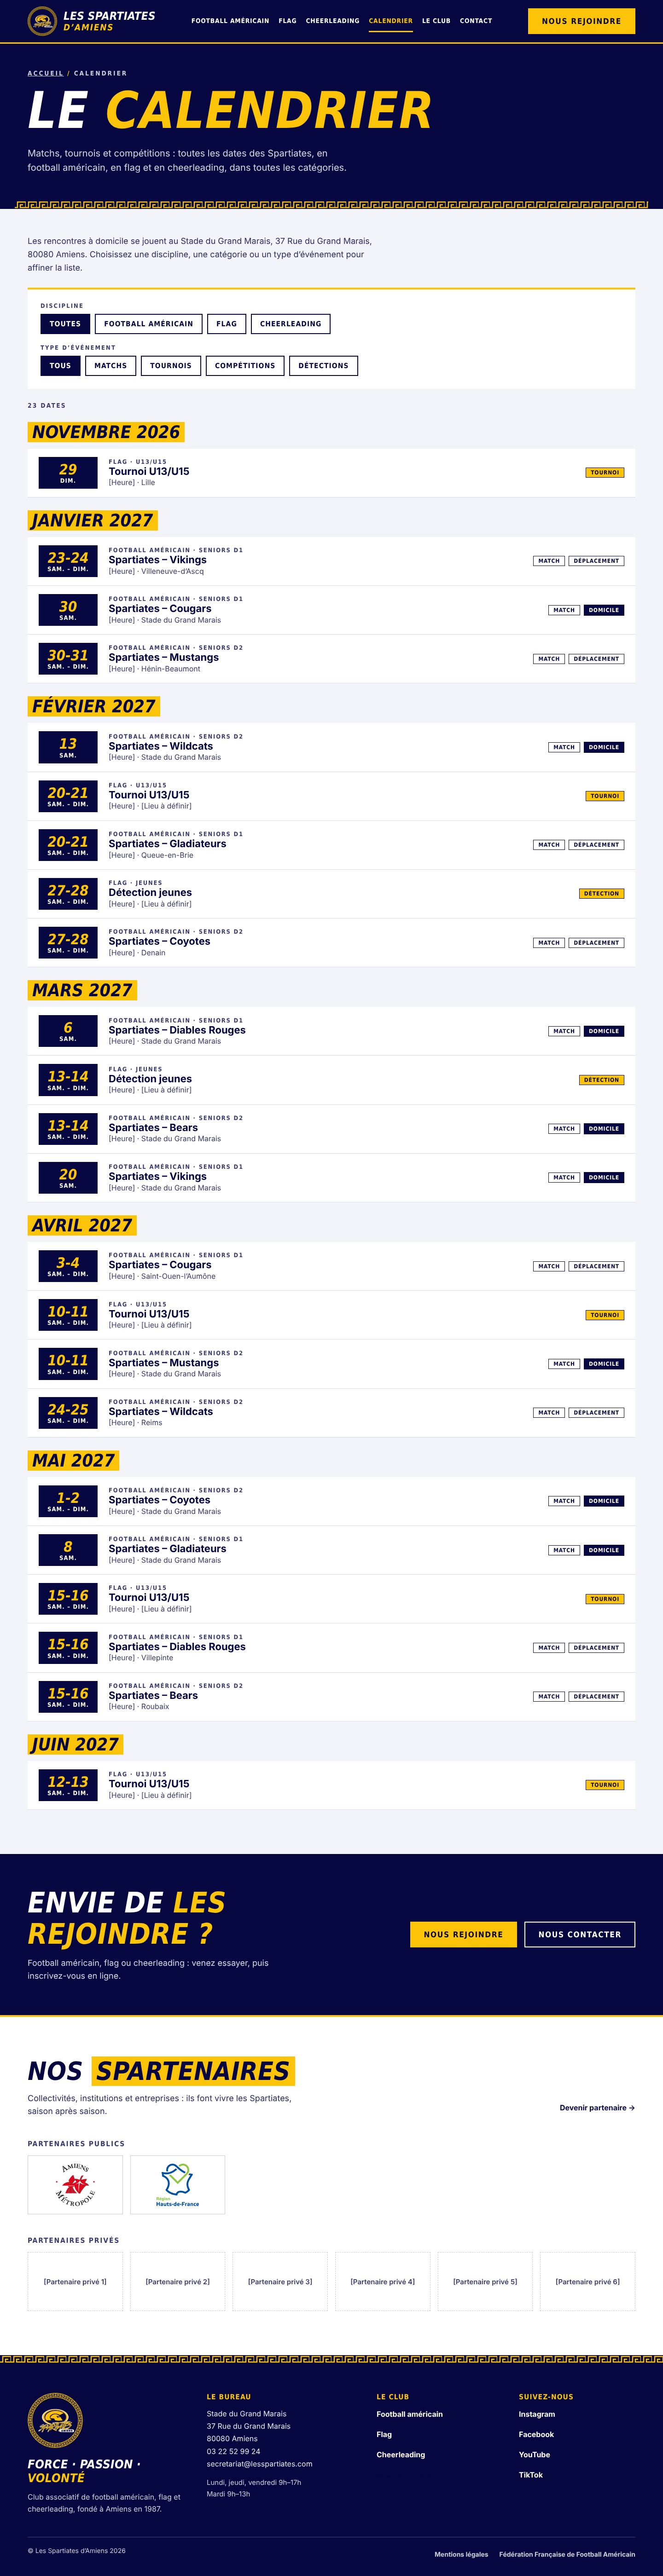 LES SPARTIATES
D'AMIENS
FOOTBALL AMÉRICAIN FLAG CHEERLEADING CALENDRIER LE CLUB CONTACT
NOUS REJOINDRE
ACCUEIL / CALENDRIER
LE CALENDRIER
Matchs, tournois et compétitions : toutes les dates des Spartiates, en
football américain, en flag et en cheerleading, dans toutes les catégories.
Les rencontres à domicile se jouent au Stade du Grand Marais, 37 Rue du Grand Marais,
80080 Amiens. Choisissez une discipline, une catégorie ou un type d'événement pour
affiner la liste.
DISCIPLINE
TOUTES FOOTBALL AMÉRICAIN FLAG CHEERLEADING
TYPE D'ÉVÉNEMENT
TOUS MATCHS TOURNOIS COMPÉTITIONS DÉTECTIONS
23 DATES
NOVEMBRE 2026
29
DIM.
FLAG · U13/U15
Tournoi U13/U15
[Heure] · Lille
TOURNOI
JANVIER 2027
23-24
SAM. – DIM.
FOOTBALL AMÉRICAIN · SENIORS D1
Spartiates – Vikings
[Heure] · Villeneuve-d'Ascq
MATCH DÉPLACEMENT
30
SAM.
FOOTBALL AMÉRICAIN · SENIORS D1
Spartiates – Cougars
[Heure] · Stade du Grand Marais
MATCH DOMICILE
30-31
SAM. – DIM.
FOOTBALL AMÉRICAIN · SENIORS D2
Spartiates – Mustangs
[Heure] · Hénin-Beaumont
MATCH DÉPLACEMENT
FÉVRIER 2027
13
SAM.
FOOTBALL AMÉRICAIN · SENIORS D2
Spartiates – Wildcats
[Heure] · Stade du Grand Marais
MATCH DOMICILE
20-21
SAM. – DIM.
FLAG · U13/U15
Tournoi U13/U15
[Heure] · [Lieu à définir]
TOURNOI
20-21
SAM. – DIM.
FOOTBALL AMÉRICAIN · SENIORS D1
Spartiates – Gladiateurs
[Heure] · Queue-en-Brie
MATCH DÉPLACEMENT
27-28
SAM. – DIM.
FLAG · JEUNES
Détection jeunes
[Heure] · [Lieu à définir]
DÉTECTION
27-28
SAM. – DIM.
FOOTBALL AMÉRICAIN · SENIORS D2
Spartiates – Coyotes
[Heure] · Denain
MATCH DÉPLACEMENT
MARS 2027
6
SAM.
FOOTBALL AMÉRICAIN · SENIORS D1
Spartiates – Diables Rouges
[Heure] · Stade du Grand Marais
MATCH DOMICILE
13-14
SAM. – DIM.
FLAG · JEUNES
Détection jeunes
[Heure] · [Lieu à définir]
DÉTECTION
13-14
SAM. – DIM.
FOOTBALL AMÉRICAIN · SENIORS D2
Spartiates – Bears
[Heure] · Stade du Grand Marais
MATCH DOMICILE
20
SAM.
FOOTBALL AMÉRICAIN · SENIORS D1
Spartiates – Vikings
[Heure] · Stade du Grand Marais
MATCH DOMICILE
AVRIL 2027
3-4
SAM. – DIM.
FOOTBALL AMÉRICAIN · SENIORS D1
Spartiates – Cougars
[Heure] · Saint-Ouen-l'Aumône
MATCH DÉPLACEMENT
10-11
SAM. – DIM.
FLAG · U13/U15
Tournoi U13/U15
[Heure] · [Lieu à définir]
TOURNOI
10-11
SAM. – DIM.
FOOTBALL AMÉRICAIN · SENIORS D2
Spartiates – Mustangs
[Heure] · Stade du Grand Marais
MATCH DOMICILE
24-25
SAM. – DIM.
FOOTBALL AMÉRICAIN · SENIORS D2
Spartiates – Wildcats
[Heure] · Reims
MATCH DÉPLACEMENT
MAI 2027
1-2
SAM. – DIM.
FOOTBALL AMÉRICAIN · SENIORS D2
Spartiates – Coyotes
[Heure] · Stade du Grand Marais
MATCH DOMICILE
8
SAM.
FOOTBALL AMÉRICAIN · SENIORS D1
Spartiates – Gladiateurs
[Heure] · Stade du Grand Marais
MATCH DOMICILE
15-16
SAM. – DIM.
FLAG · U13/U15
Tournoi U13/U15
[Heure] · [Lieu à définir]
TOURNOI
15-16
SAM. – DIM.
FOOTBALL AMÉRICAIN · SENIORS D1
Spartiates – Diables Rouges
[Heure] · Villepinte
MATCH DÉPLACEMENT
15-16
SAM. – DIM.
FOOTBALL AMÉRICAIN · SENIORS D2
Spartiates – Bears
[Heure] · Roubaix
MATCH DÉPLACEMENT
JUIN 2027
12-13
SAM. – DIM.
FLAG · U13/U15
Tournoi U13/U15
[Heure] · [Lieu à définir]
TOURNOI
ENVIE DE LES
REJOINDRE ?
Football américain, flag ou cheerleading : venez essayer, puis
inscrivez-vous en ligne.
NOUS REJOINDRE NOUS CONTACTER
NOS SPARTENAIRES
Collectivités, institutions et entreprises : ils font vivre les Spartiates,
saison après saison.
Devenir partenaire →
PARTENAIRES PUBLICS
AMIENS
MÉTROPOLE
Région
Hauts-de-France
PARTENAIRES PRIVÉS
[Partenaire privé 1] [Partenaire privé 2] [Partenaire privé 3] [Partenaire privé 4] [Partenaire privé 5] [Partenaire privé 6]
FORCE · PASSION ·
VOLONTÉ
Club associatif de football américain, flag et
cheerleading, fondé à Amiens en 1987.
LE BUREAU
Stade du Grand Marais
37 Rue du Grand Marais
80080 Amiens
03 22 52 99 24
secretariat@lesspartiates.com
Lundi, jeudi, vendredi 9h–17h
Mardi 9h–13h
LE CLUB
Football américain
Flag
Cheerleading
SUIVEZ-NOUS
Instagram
Facebook
YouTube
TikTok
© Les Spartiates d'Amiens 2026
Mentions légales Fédération Française de Football Américain